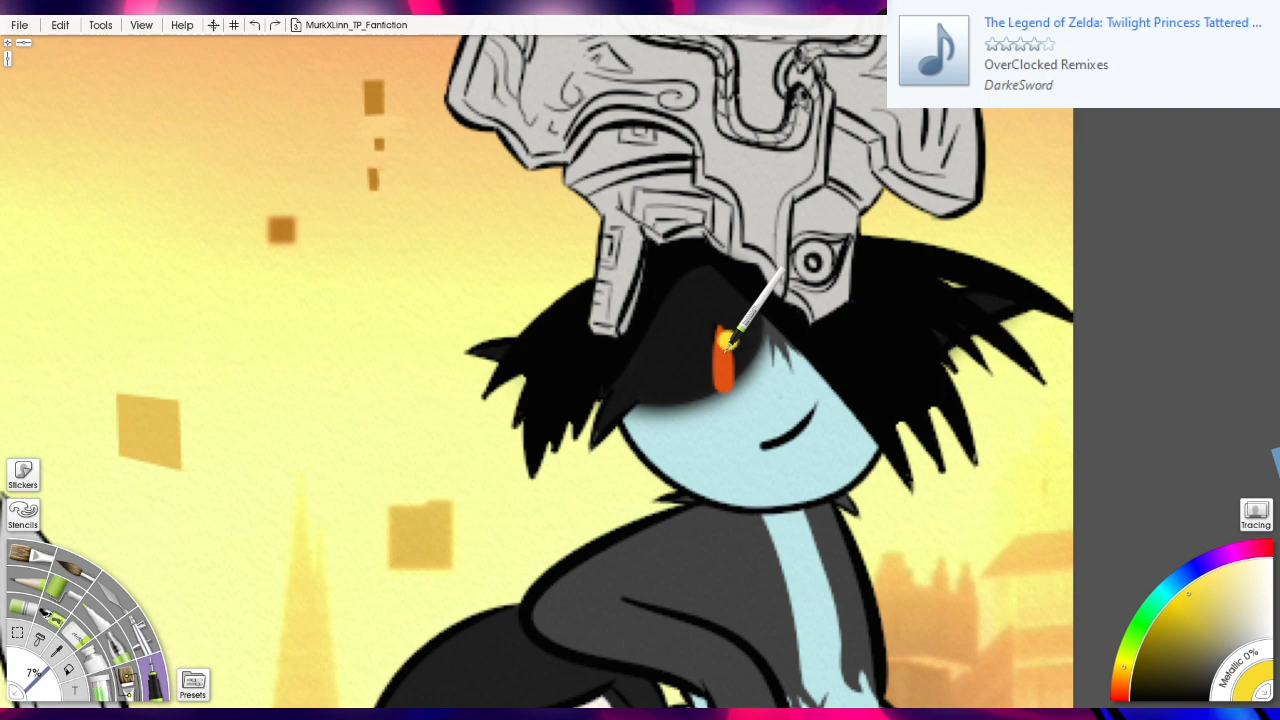 File Edit Tools View Help MurkXLinn_TP_Fanfiction
The Legend of Zelda: Twilight Princess Tattered ...
OverClocked Remixes
DarkeSword
Stickers
Stencils
Tracing
7%
T
Presets
Metallic 0%